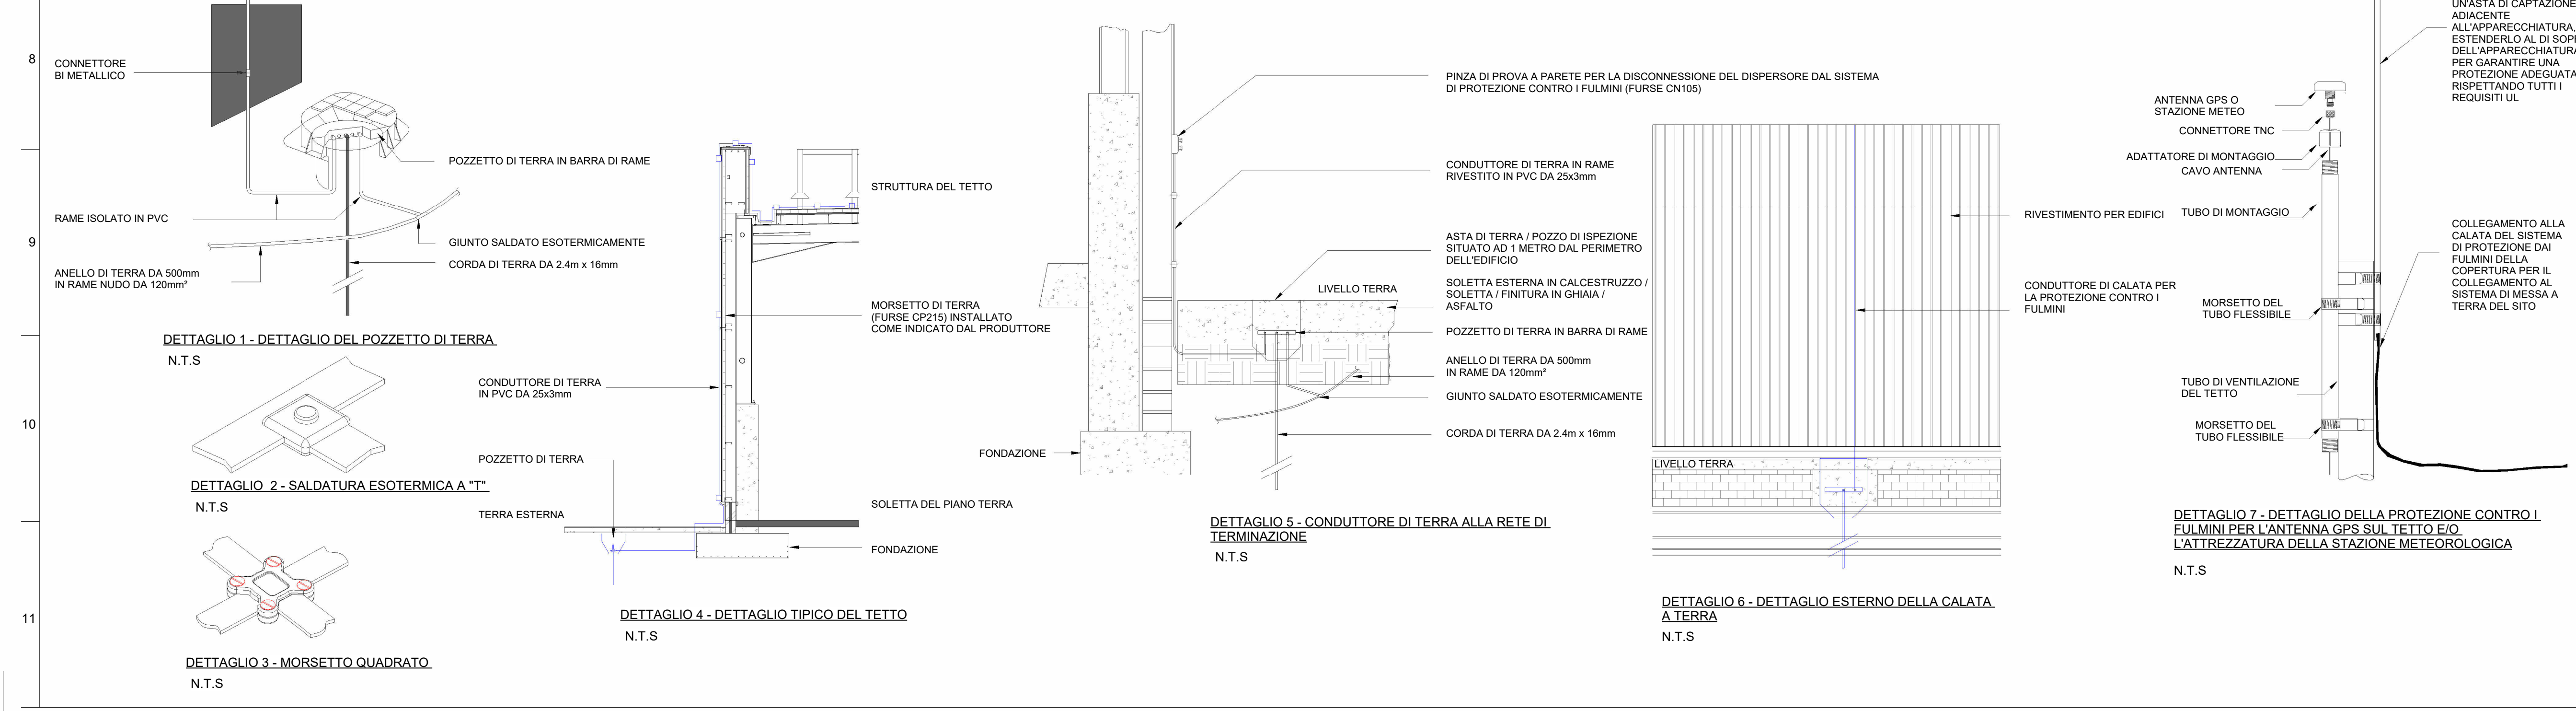 8
9
10
11
CONNETTORE
BI METALLICO
POZZETTO DI TERRA IN BARRA DI RAME
RAME ISOLATO IN PVC
GIUNTO SALDATO ESOTERMICAMENTE
CORDA DI TERRA DA 2.4m x 16mm
ANELLO DI TERRA DA 500mm
IN RAME NUDO DA 120mm²
DETTAGLIO 1 - DETTAGLIO DEL POZZETTO DI TERRA
N.T.S
DETTAGLIO  2 - SALDATURA ESOTERMICA A "T"
N.T.S
DETTAGLIO 3 - MORSETTO QUADRATO
N.T.S
STRUTTURA DEL TETTO
MORSETTO DI TERRA
(FURSE CP215) INSTALLATO
COME INDICATO DAL PRODUTTORE
CONDUTTORE DI TERRA
IN PVC DA 25x3mm
POZZETTO DI TERRA
TERRA ESTERNA
SOLETTA DEL PIANO TERRA
FONDAZIONE
DETTAGLIO 4 - DETTAGLIO TIPICO DEL TETTO
N.T.S
PINZA DI PROVA A PARETE PER LA DISCONNESSIONE DEL DISPERSORE DAL SISTEMA
DI PROTEZIONE CONTRO I FULMINI (FURSE CN105)
CONDUTTORE DI TERRA IN RAME
RIVESTITO IN PVC DA 25x3mm
ASTA DI TERRA / POZZO DI ISPEZIONE
SITUATO AD 1 METRO DAL PERIMETRO
DELL'EDIFICIO
LIVELLO TERRA
SOLETTA ESTERNA IN CALCESTRUZZO /
SOLETTA / FINITURA IN GHIAIA /
ASFALTO
POZZETTO DI TERRA IN BARRA DI RAME
ANELLO DI TERRA DA 500mm
IN RAME DA 120mm²
GIUNTO SALDATO ESOTERMICAMENTE
CORDA DI TERRA DA 2.4m x 16mm
FONDAZIONE
DETTAGLIO 5 - CONDUTTORE DI TERRA ALLA RETE DI
TERMINAZIONE
N.T.S
RIVESTIMENTO PER EDIFICI
CONDUTTORE DI CALATA PER
LA PROTEZIONE CONTRO I
FULMINI
LIVELLO TERRA
DETTAGLIO 6 - DETTAGLIO ESTERNO DELLA CALATA
A TERRA
N.T.S
UN'ASTA DI CAPTAZIONE
ADIACENTE
ALL'APPARECCHIATURA,
ESTENDERLO AL DI SOP
DELL'APPARECCHIATURA
PER GARANTIRE UNA
PROTEZIONE ADEGUATA
RISPETTANDO TUTTI I
REQUISITI UL
ANTENNA GPS O
STAZIONE METEO
CONNETTORE TNC
ADATTATORE DI MONTAGGIO
CAVO ANTENNA
TUBO DI MONTAGGIO
COLLEGAMENTO ALLA
CALATA DEL SISTEMA
DI PROTEZIONE DAI
FULMINI DELLA
COPERTURA PER IL
COLLEGAMENTO AL
SISTEMA DI MESSA A
TERRA DEL SITO
MORSETTO DEL
TUBO FLESSIBILE
TUBO DI VENTILAZIONE
DEL TETTO
MORSETTO DEL
TUBO FLESSIBILE
DETTAGLIO 7 - DETTAGLIO DELLA PROTEZIONE CONTRO I
FULMINI PER L'ANTENNA GPS SUL TETTO E/O
L'ATTREZZATURA DELLA STAZIONE METEOROLOGICA
N.T.S